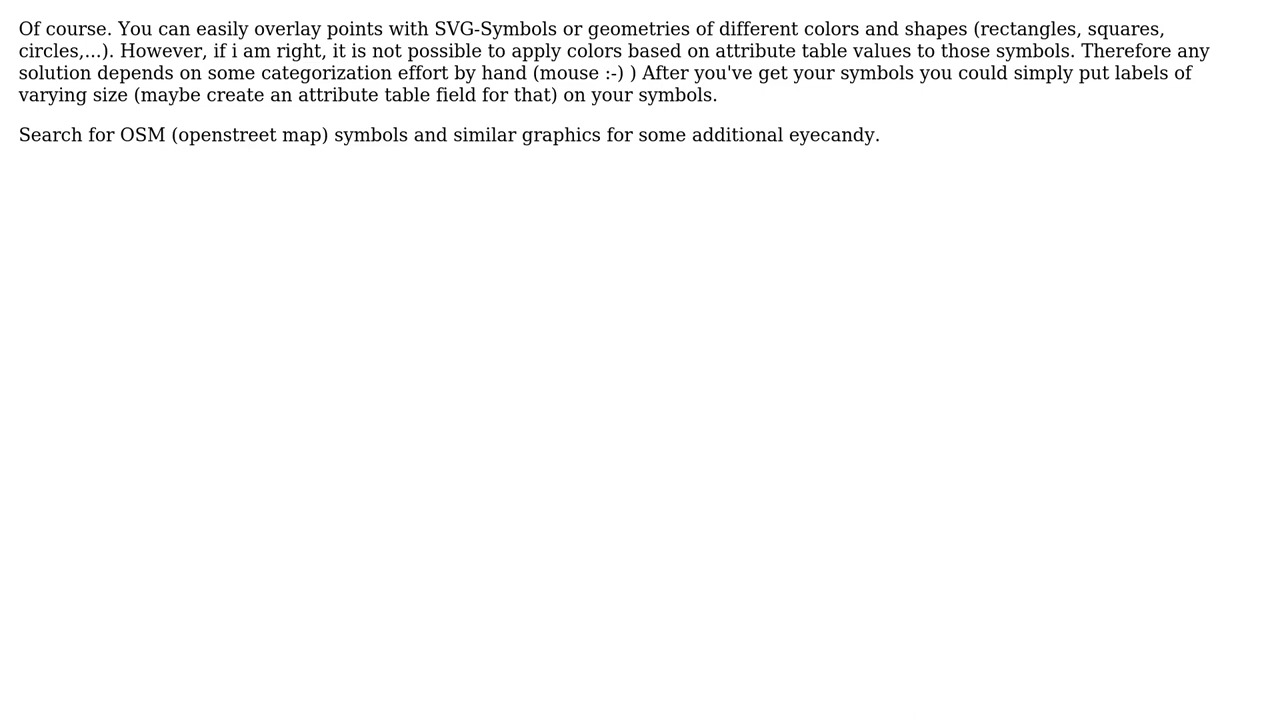 Of course. You can easily overlay points with SVG-Symbols or geometries of different colors and shapes (rectangles, squares,
circles,...). However, if i am right, it is not possible to apply colors based on attribute table values to those symbols. Therefore any
solution depends on some categorization effort by hand (mouse :-) ) After you've get your symbols you could simply put labels of
varying size (maybe create an attribute table field for that) on your symbols.
Search for OSM (openstreet map) symbols and similar graphics for some additional eyecandy.